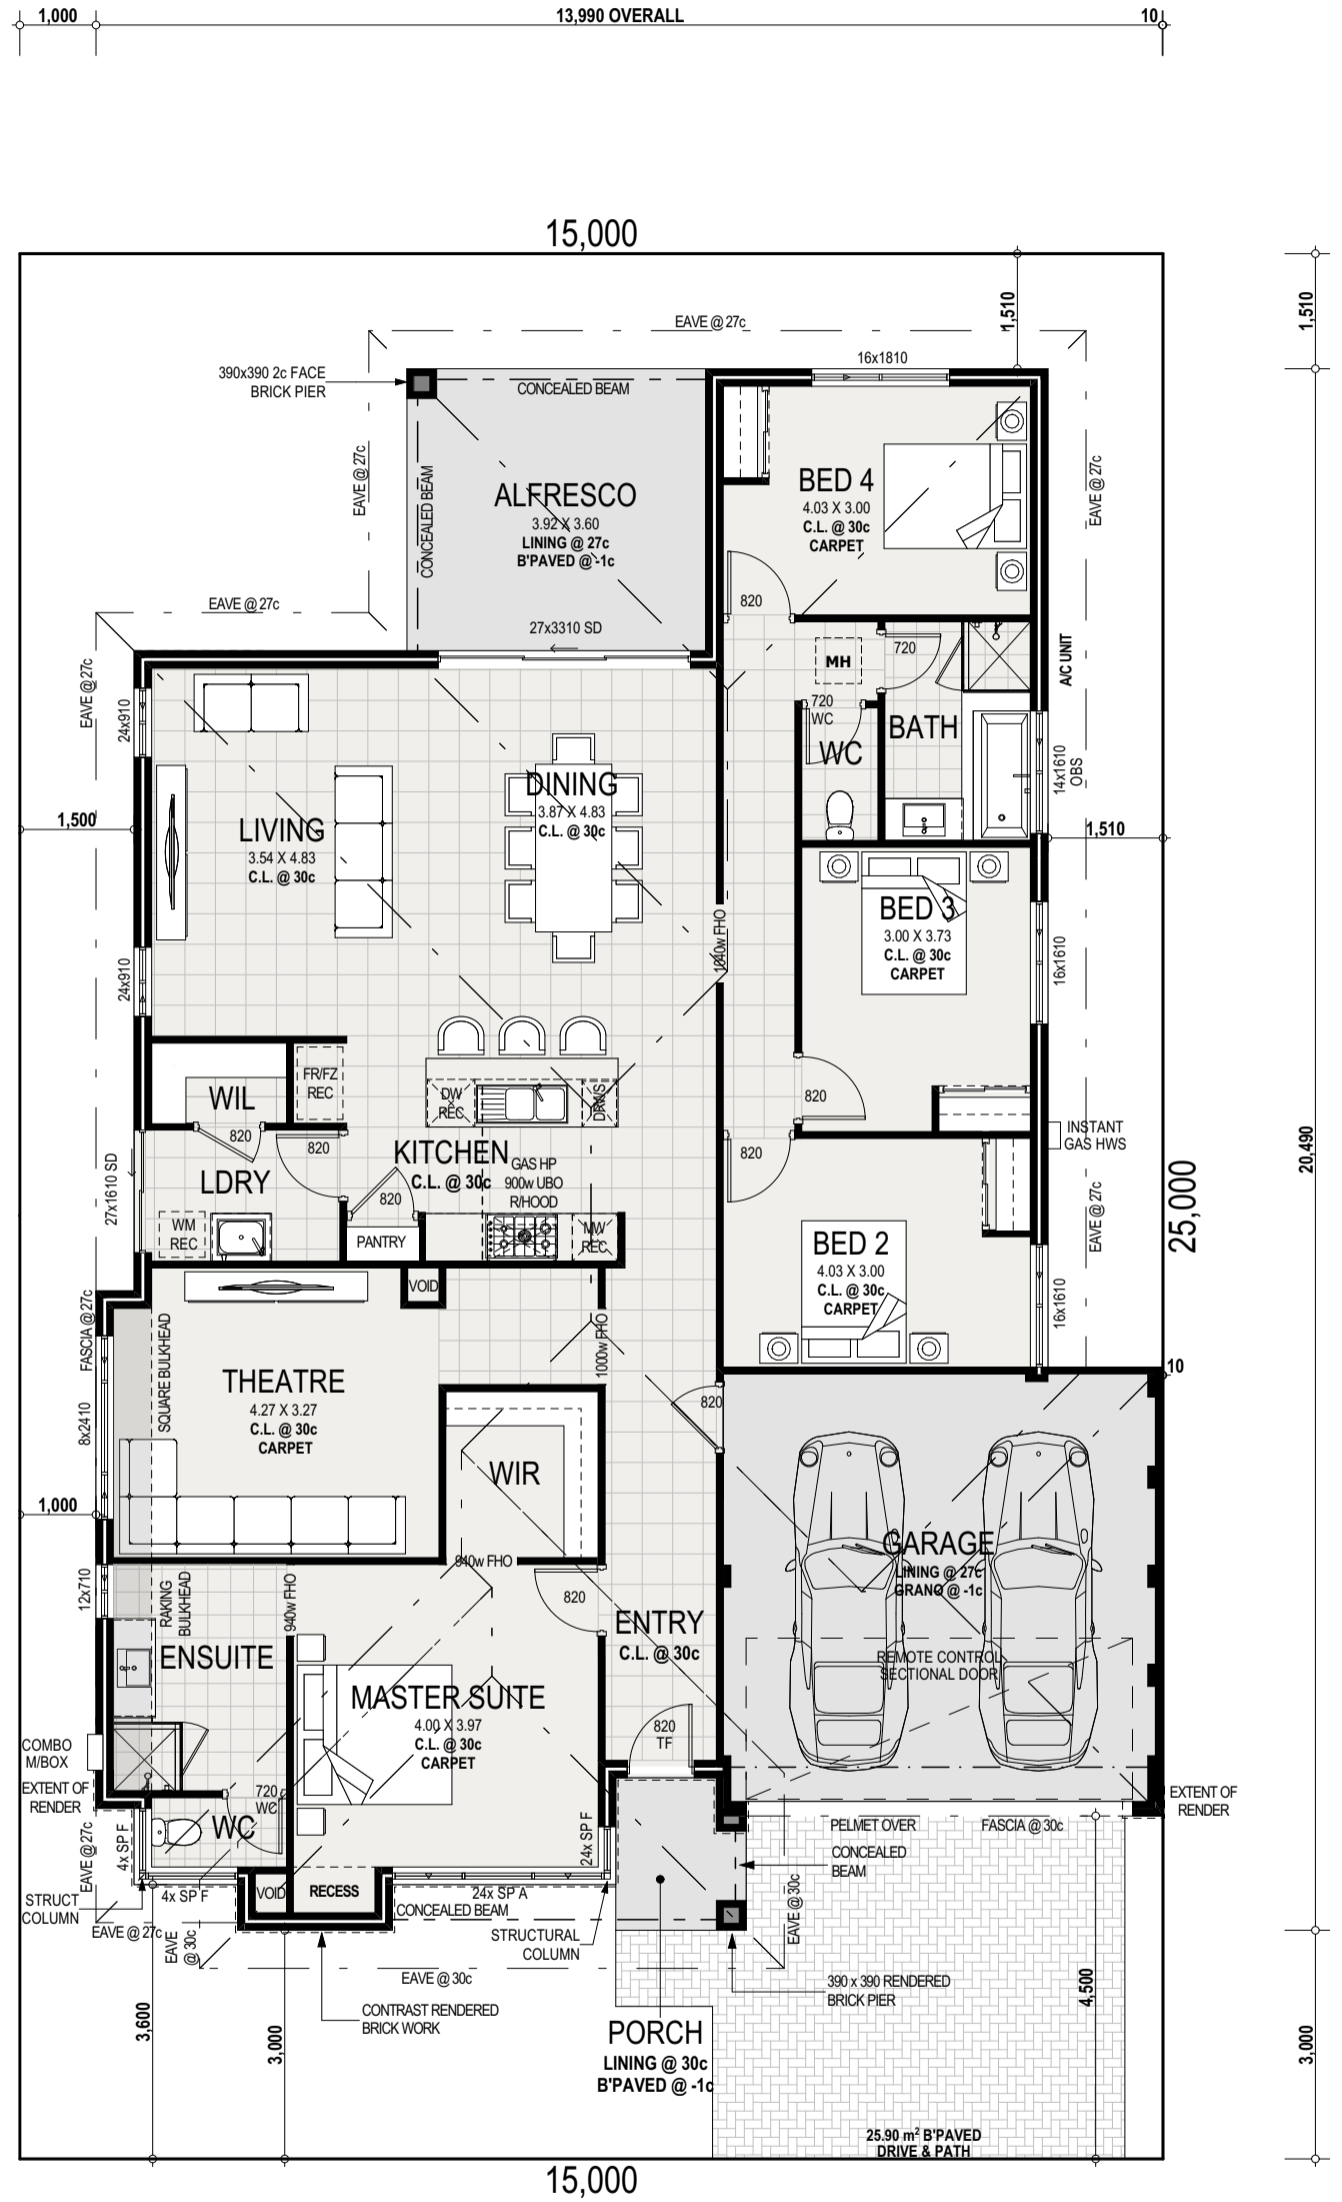 1,000
13,990 OVERALL
10
15,000
1,510
1,510
EAVE @ 27c
16x1810
390x390 2c FACE
BRICK PIER
CONCEALED BEAM
EAVE @ 27c
CONCEALED BEAM
ALFRESCO
3.92 X 3.60
LINING @ 27c
B'PAVED @ -1c
BED 4
4.03 X 3.00
C.L. @ 30c
CARPET
EAVE @ 27c
820
EAVE @ 27c
27x3310 SD
MH
720
A/C UNIT
EAVE @ 27c
24x910
720
WC
WC
BATH
14x1610
OBS
DINING
3.87 X 4.83
C.L. @ 30c
1,500
LIVING
3.54 X 4.83
C.L. @ 30c
1,510
24x910
1040w FHO
BED 3
3.00 X 3.73
C.L. @ 30c
CARPET
16x1610
FR/FZ
REC
WIL
820
820
DW
REC
DRWS
820
INSTANT
GAS HWS
20,490
KITCHEN
C.L. @ 30c
GAS HP
900w UBO
R/HOOD
820
820
27x1610 SD
LDRY
WM
REC
PANTRY
MW
REC
25,000
EAVE @ 27c
BED 2
4.03 X 3.00
C.L. @ 30c
CARPET
16x1610
VOID
FASCIA @ 27c
SQUARE BULKHEAD
1000w FHO
10
THEATRE
4.27 X 3.27
C.L. @ 30c
CARPET
8x2410
820
WIR
1,000
GARAGE
LINING @ 27c
GRANO @ -1c
940w FHO
12x710
RAKING
BULKHEAD
940w FHO
820
ENTRY
C.L. @ 30c
ENSUITE
REMOTE CONTROL
SECTIONAL DOOR
MASTER SUITE
4.00 X 3.97
C.L. @ 30c
CARPET
820
TF
COMBO
M/BOX
EXTENT OF
RENDER
720
WC
WC
EXTENT OF
RENDER
PELMET OVER
FASCIA @ 30c
EAVE @ 27c
4x SP F
24x SP F
CONCEALED
BEAM
STRUCT
COLUMN
4x SP F
VOID
RECESS
24x SP A
CONCEALED BEAM
EAVE @ 27c
EAVE
@ 30c
STRUCTURAL
COLUMN
EAVE @ 30c
EAVE @ 30c
390 x 390 RENDERED
BRICK PIER
4,500
CONTRAST RENDERED
BRICK WORK
3,600
3,000
PORCH
LINING @ 30c
B'PAVED @ -1c
3,000
25.90 m² B'PAVED
DRIVE & PATH
15,000